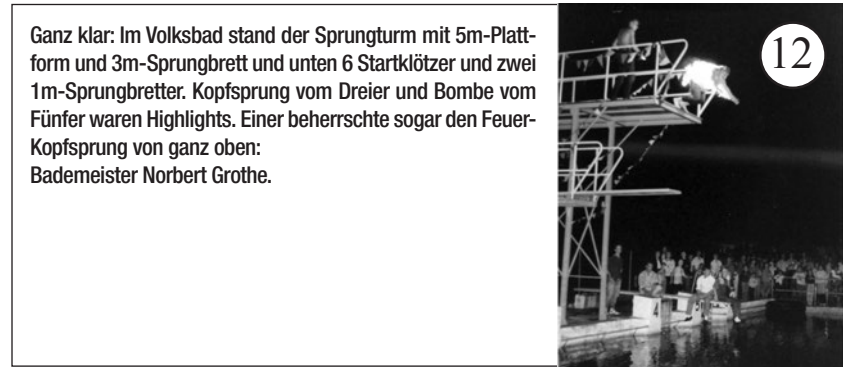 Ganz klar: Im Volksbad stand der Sprungturm mit 5m-Platt-
form und 3m-Sprungbrett und unten 6 Startklötzer und zwei
1m-Sprungbretter. Kopfsprung vom Dreier und Bombe vom
Fünfer waren Highlights. Einer beherrschte sogar den Feuer-
Kopfsprung von ganz oben:
Bademeister Norbert Grothe.
12
4